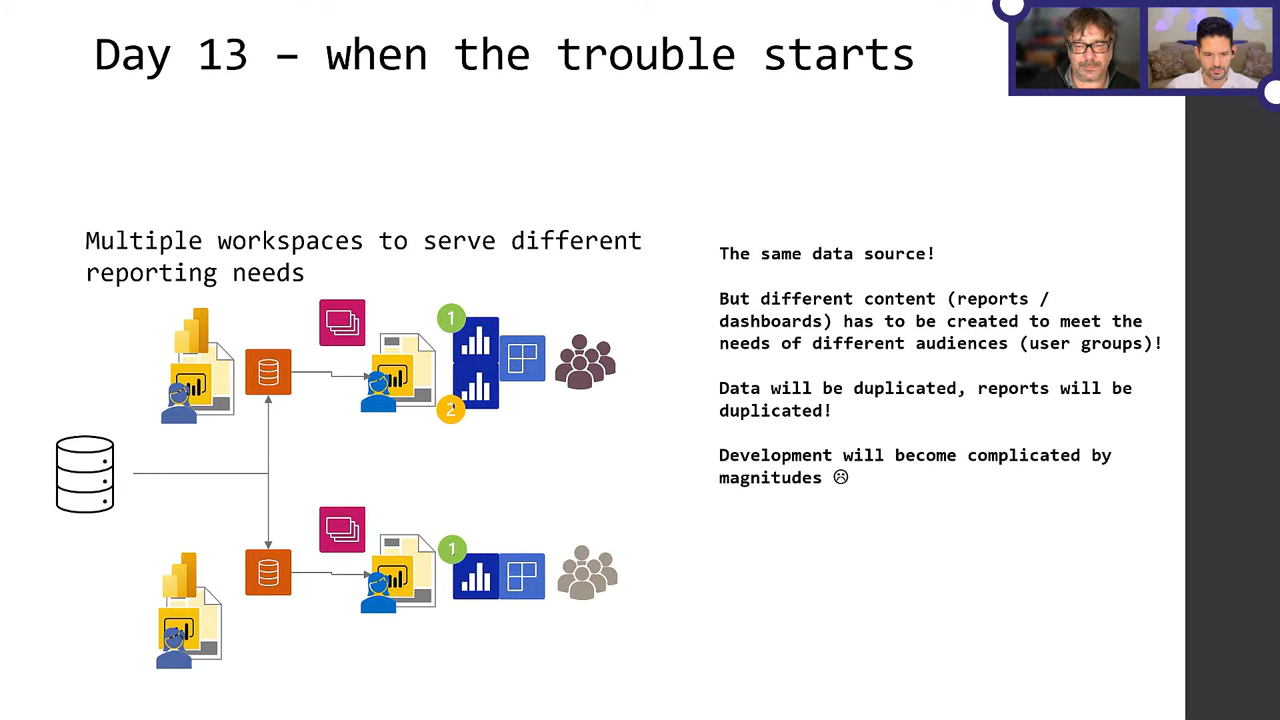 Day 13 – when the trouble starts
Multiple workspaces to serve different
reporting needs
The same data source!
But different content (reports /
dashboards) has to be created to meet the
needs of different audiences (user groups)!
Data will be duplicated, reports will be
duplicated!
Development will become complicated by
magnitudes ☹
1
2
1